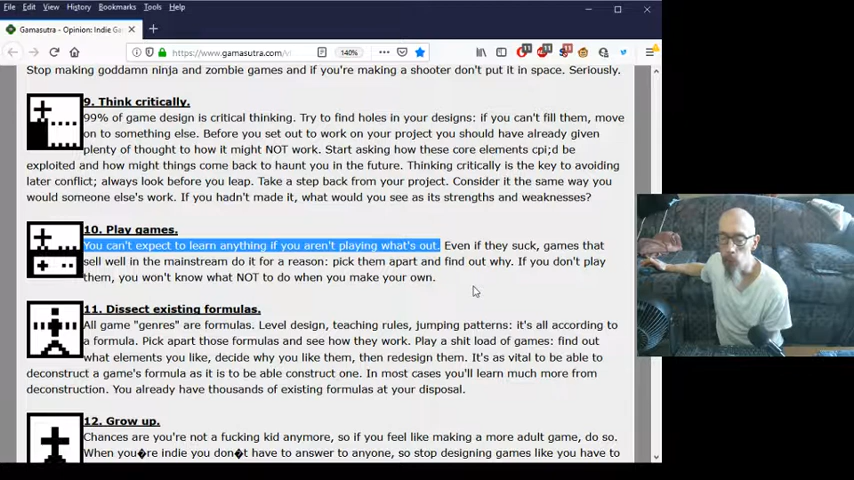 File Edit View History Bookmarks Tools Help
Gamasutra - Opinion: Indie Ga
https://www.gamasutra.com/v
140%
11
11
11
Stop making goddamn ninja and zombie games and if you're making a shooter don't put it in space. Seriously.
9. Think critically.
99% of game design is critical thinking. Try to find holes in your designs: if you can't fill them, move
on to something else. Before you set out to work on your project you should have already given
plenty of thought to how it might NOT work. Start asking how these core elements cpi;d be
exploited and how might things come back to haunt you in the future. Thinking critically is the key to avoiding
later conflict; always look before you leap. Take a step back from your project. Consider it the same way you
would someone else's work. If you hadn't made it, what would you see as its strengths and weaknesses?
10. Play games.
You can't expect to learn anything if you aren't playing what's out. Even if they suck, games that
sell well in the mainstream do it for a reason: pick them apart and find out why. If you don't play
them, you won't know what NOT to do when you make your own.
11. Dissect existing formulas.
All game "genres" are formulas. Level design, teaching rules, jumping patterns: it's all according to
a formula. Pick apart those formulas and see how they work. Play a shit load of games: find out
what elements you like, decide why you like them, then redesign them. It's as vital to be able to
deconstruct a game's formula as it is to be able construct one. In most cases you'll learn much more from
deconstruction. You already have thousands of existing formulas at your disposal.
12. Grow up.
Chances are you're not a fucking kid anymore, so if you feel like making a more adult game, do so.
When you�re indie you don�t have to answer to anyone, so stop designing games like you have to